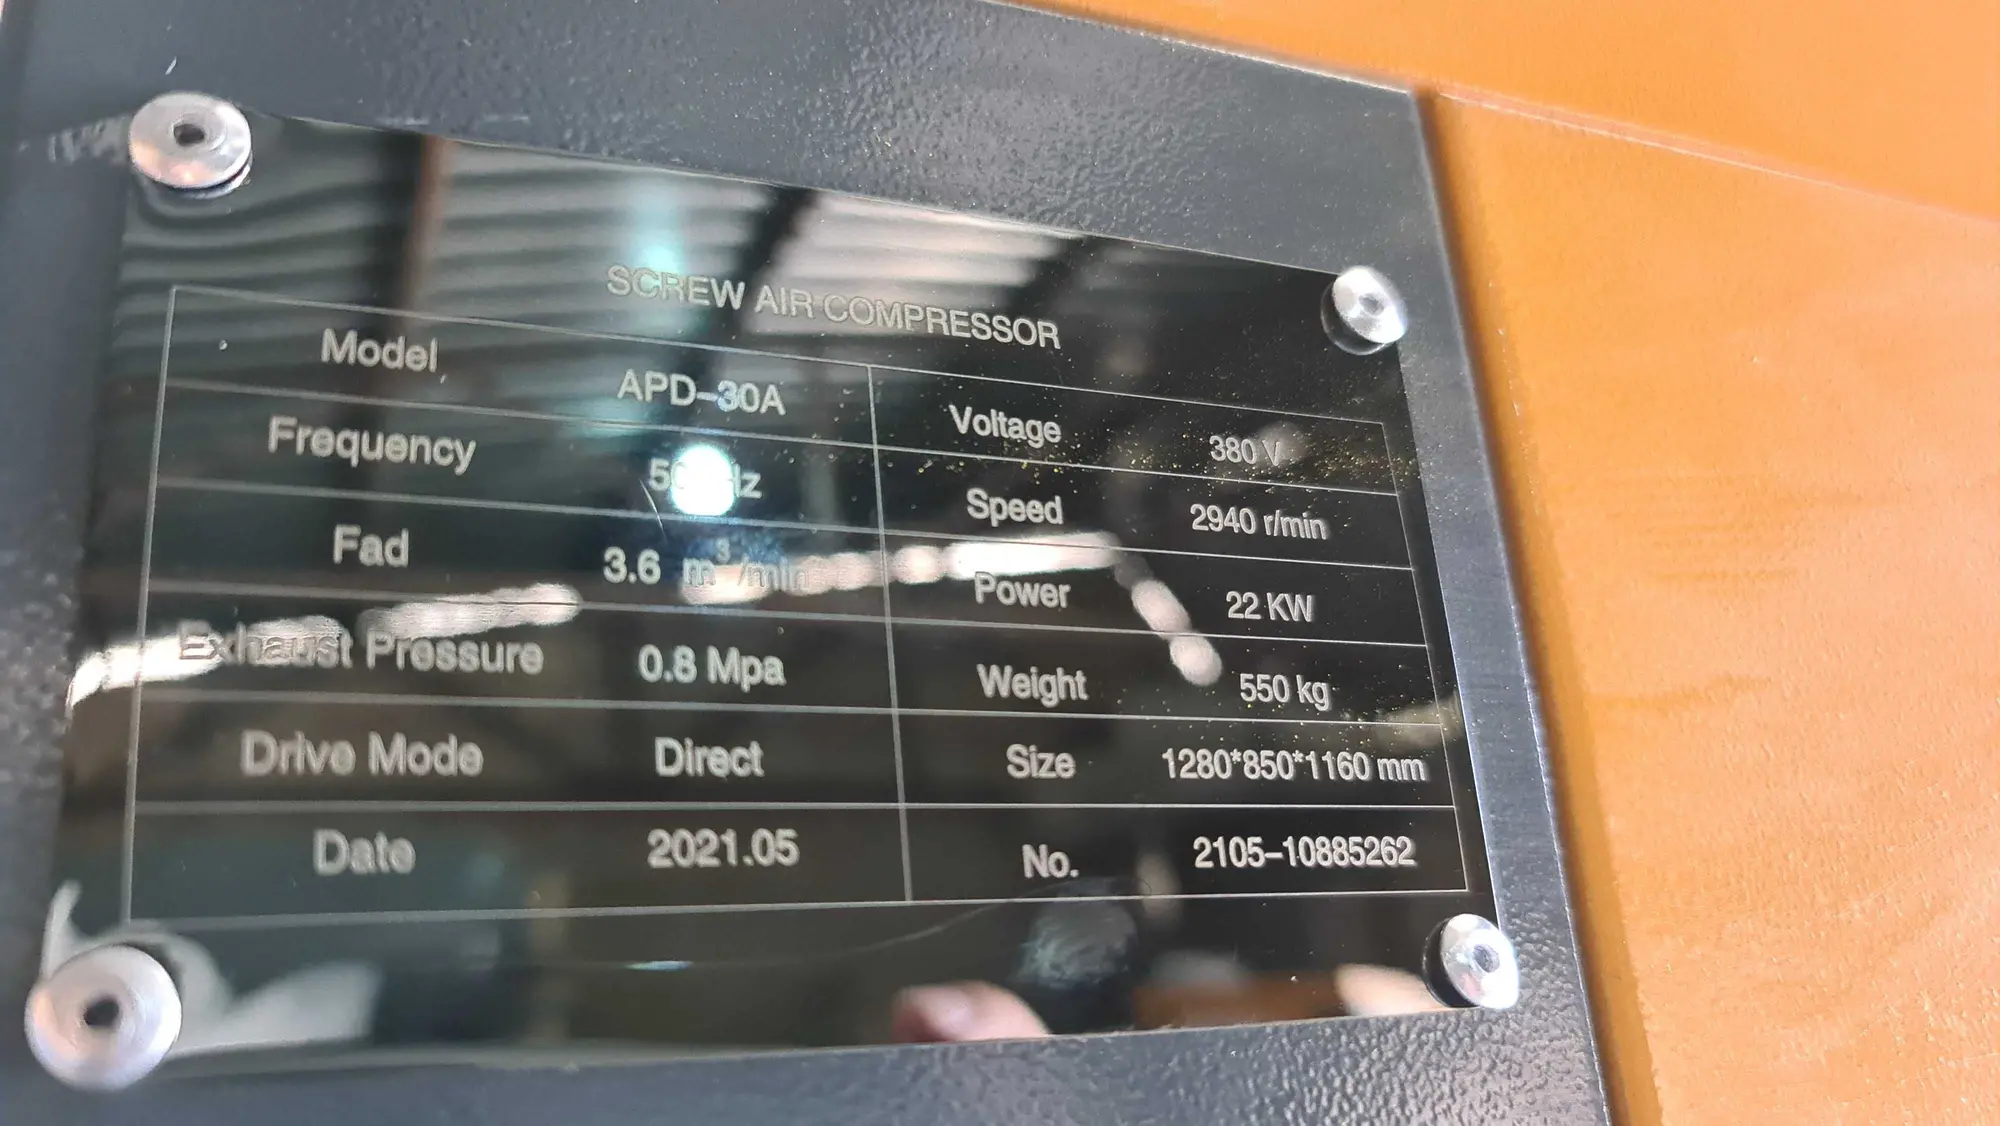 SCREW AIR COMPRESSOR
Model APD-30A Voltage 380 V
Frequency Speed 2940 r/min
Fad 3.6 m³/min Power 22 KW
Exhaust Pressure 0.8 Mpa Weight 550 kg
Drive Mode Direct Size 1280*850*1160 mm
Date 2021.05 No. 2105-10885262